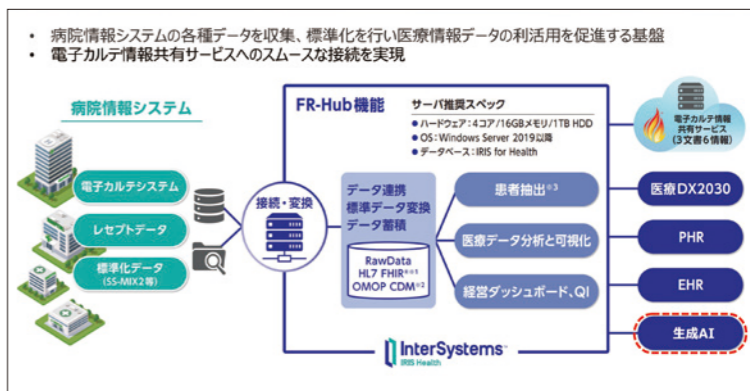 • 病院情報システムの各種データを収集、標準化を行い医療情報データの利活用を促進する基盤
• 電子カルテ情報共有サービスへのスムースな接続を実現
病院情報システム
電子カルテシステム
レセプトデータ
標準化データ
(SS-MIX2等)
接続・変換
FR-Hub機能
サーバ推奨スペック
●ハードウェア:4コア/16GBメモリ/1TB HDD
●OS:Windows Server 2019以降
●データベース:IRIS for Health
データ連携
標準データ変換
データ蓄積
RawData
HL7 FHIR®※1
OMOP CDM※2
患者抽出※3
医療データ分析と可視化
経営ダッシュボード、QI
InterSystems™
IRIS Health
電子カルテ情報
共有サービス
(3文書6情報)
医療DX2030
PHR
EHR
生成AI